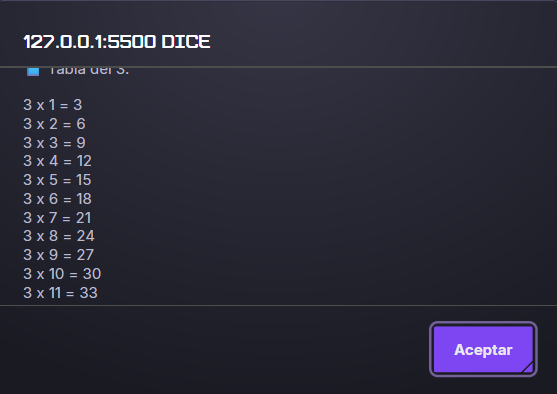 127.0.0.1:5500 DICE
Tabla del 3:
3 x 1 = 3
3 x 2 = 6
3 x 3 = 9
3 x 4 = 12
3 x 5 = 15
3 x 6 = 18
3 x 7 = 21
3 x 8 = 24
3 x 9 = 27
3 x 10 = 30
3 x 11 = 33
Aceptar